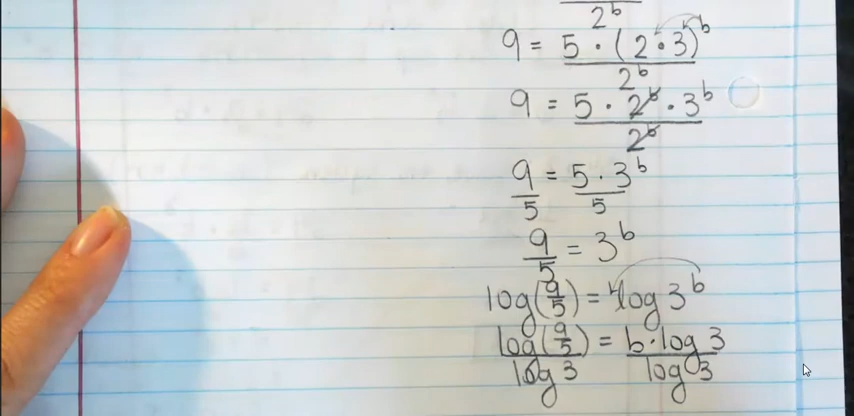 2^b
9 = 5 · (2 · 3)^b / 2^b
9 = 5 · 2^b · 3^b / 2^b
9/5 = 5 · 3^b / 5
9/5 = 3^b
log(9/5) = log 3^b
log(9/5) / log 3 = b · log 3 / log 3